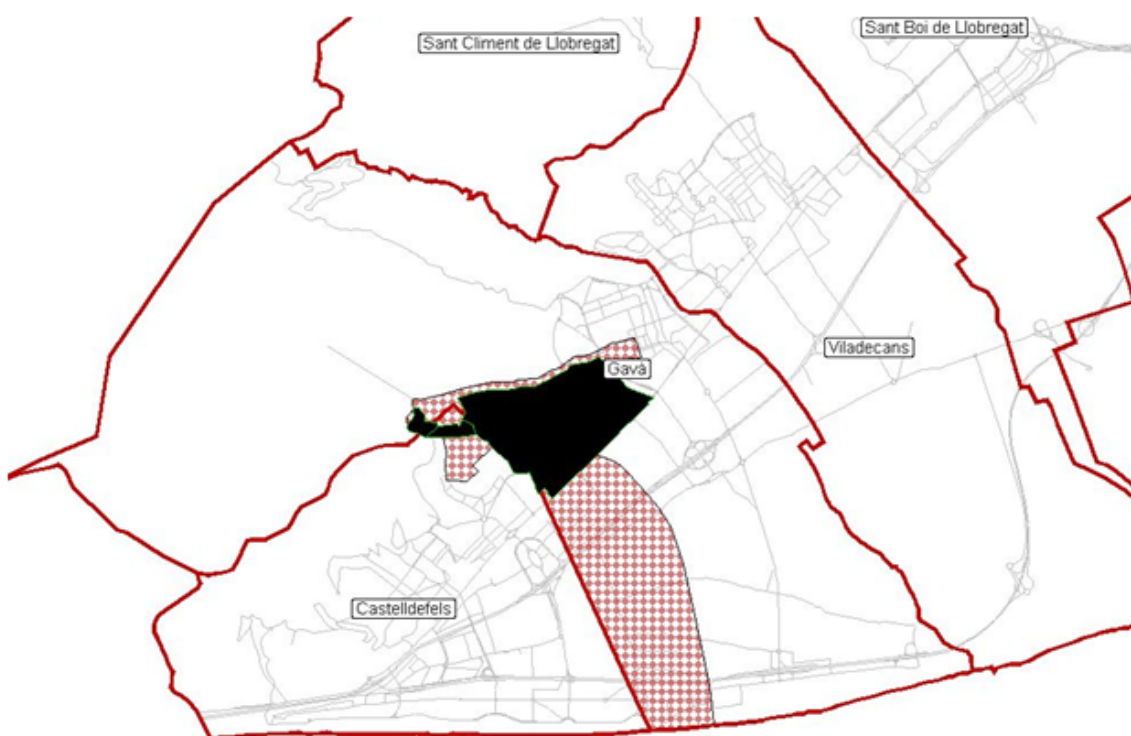 Sant Boi de Llobregat
Sant Climent de Llobregat
Viladecans
Gavà
Castelldefels